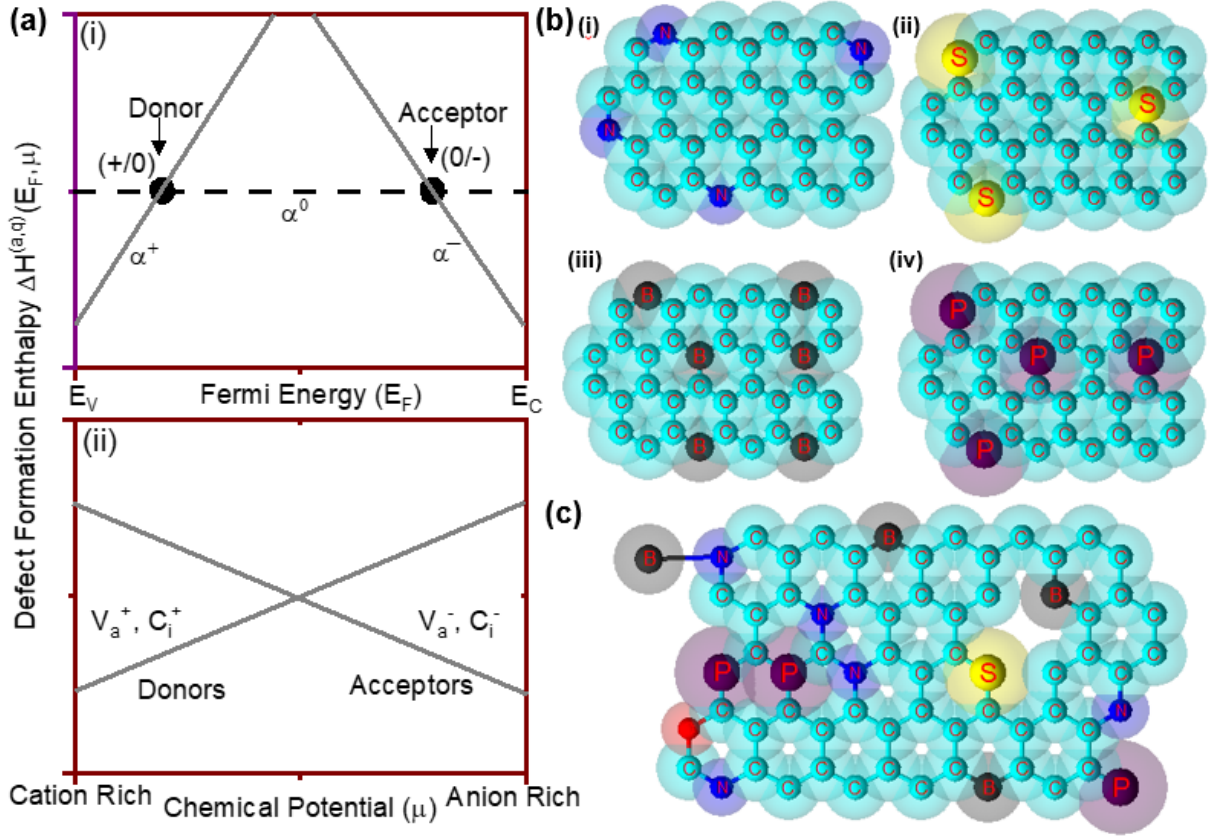 (a)
(i)
Defect Formation Enthalpy ΔH^(a,q)(E_F,μ)
Donor
Acceptor
(+/0)
(0/-)
α⁰
α⁺
α⁻
E_V
Fermi Energy (E_F)
E_C
(ii)
V_a⁺, C_i⁺
V_a⁻, C_i⁻
Donors
Acceptors
Cation Rich
Chemical Potential (μ)
Anion Rich
(b)
(i)
N
N
N
N
(ii)
S
S
S
(iii)
B B
B B
B B
(iv)
P
P P
P
(c)
B
B N
B
N
P P N S
N
B P
N